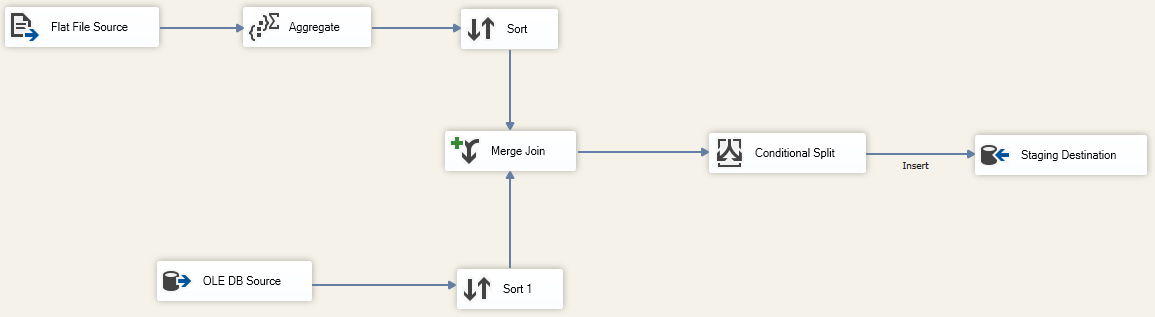 Flat File Source
Aggregate
Sort
Merge Join
Conditional Split
Insert
Staging Destination
OLE DB Source
Sort 1